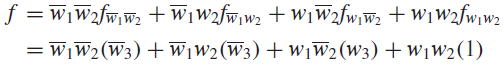 f = w̅₁w̅₂f_{w̅₁w̅₂} + w̅₁w₂f_{w̅₁w₂} + w₁w̅₂f_{w₁w̅₂} + w₁w₂f_{w₁w₂}
= w̅₁w̅₂(w̅₃) + w̅₁w₂(w̅₃) + w₁w̅₂(w₃) + w₁w₂(1)